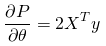 ∂P/∂θ = 2X^T y